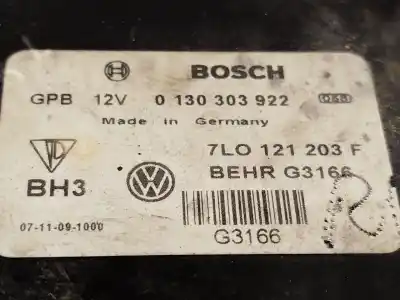 BOSCH
GPB 12V 0 130 303 922
Made in Germany
7LO 121 203 F
BH3
BEHR G3166
07-11-09-1000
G3166
R